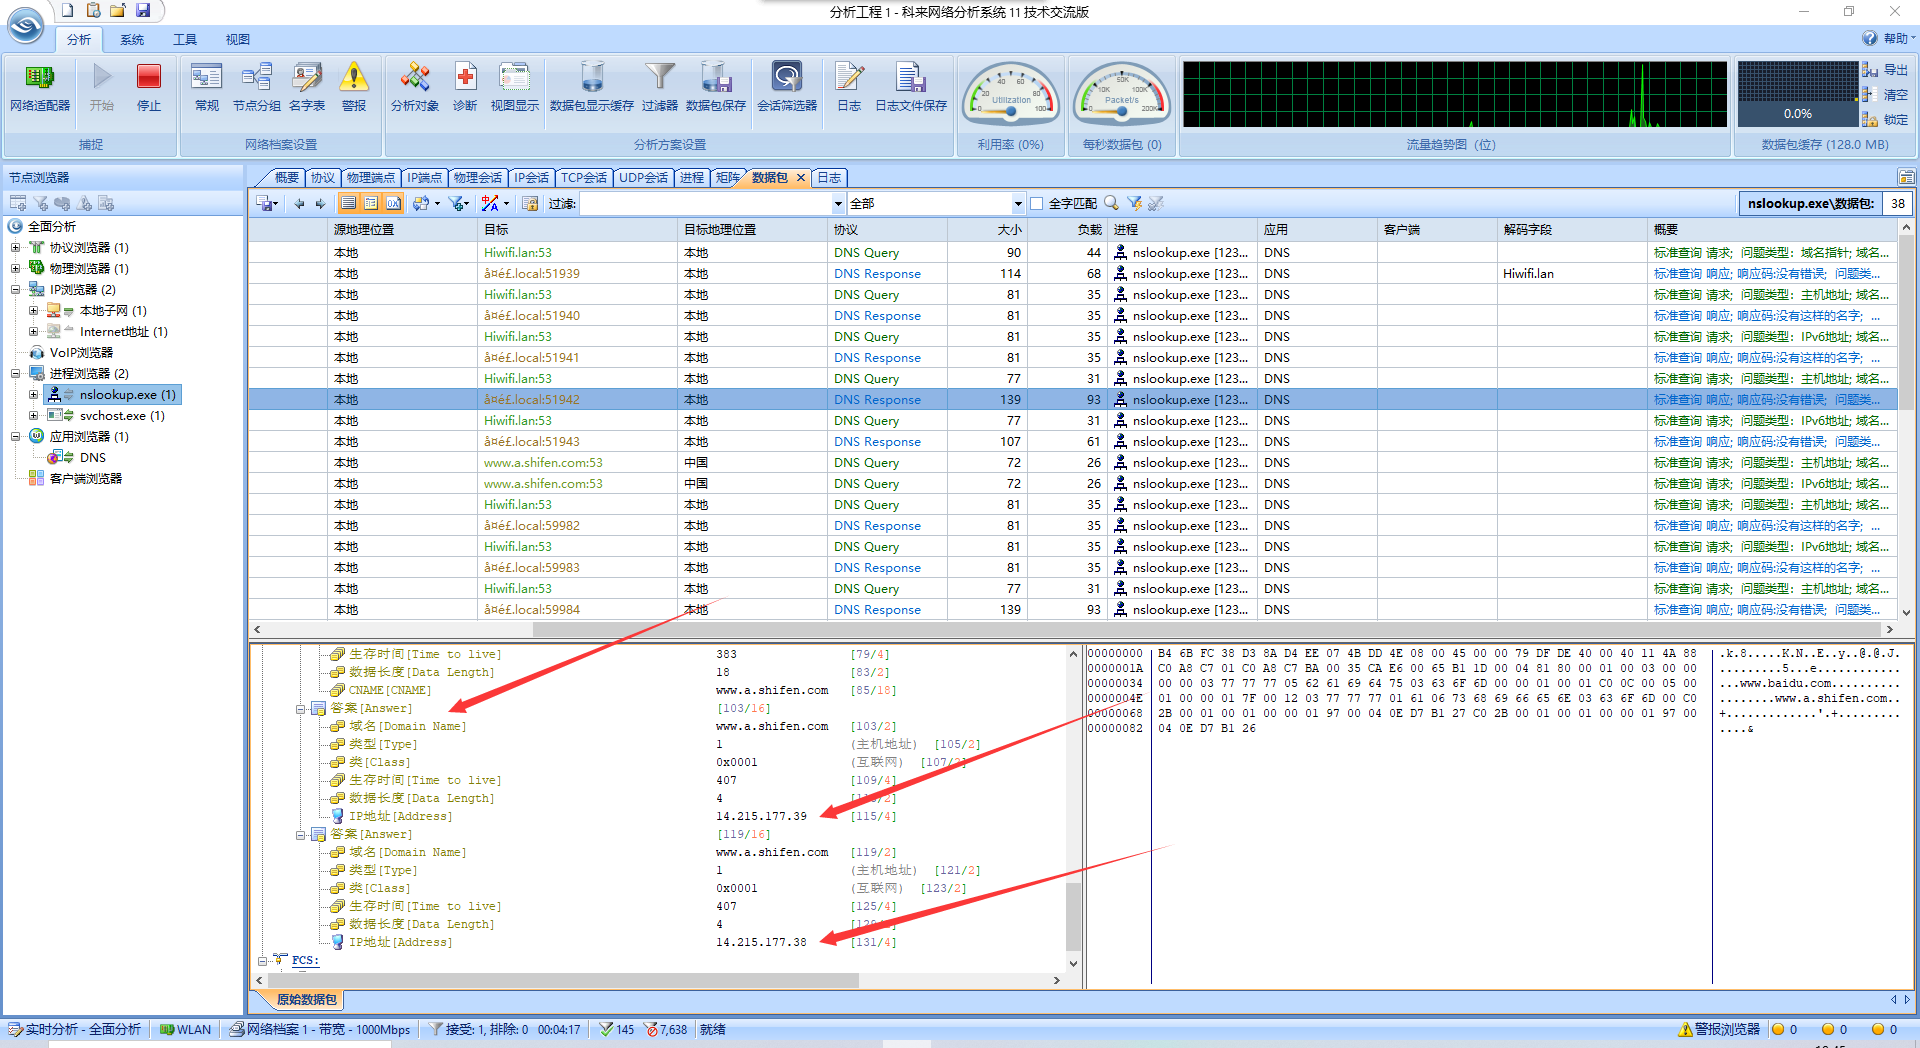 分析工程 1 - 科来网络分析系统 11 技术交流版
分析 系统 工具 视图 帮助
网络适配器 开始 停止 常规 节点分组 名字表 警报 分析对象 诊断 视图显示 数据包显示缓存 过滤器 数据包保存 会话筛选器 日志 日志文件保存
Utilization
Packet/s
0.0%
导出
清空
锁定
捕捉 网络档案设置 分析方案设置 利用率 (0%) 每秒数据包 (0) 流量趋势图 (位) 数据包缓存 (128.0 MB)
节点浏览器
全面分析
协议浏览器 (1)
物理浏览器 (1)
IP浏览器 (2)
本地子网 (1)
Internet地址 (1)
VoIP浏览器
进程浏览器 (2)
nslookup.exe (1)
svchost.exe (1)
应用浏览器 (1)
DNS
客户端浏览器
概要 协议 物理端点 IP端点 物理会话 IP会话 TCP会话 UDP会话 进程 矩阵 数据包 日志
过滤: 全部 全字匹配 nslookup.exe\数据包: 38
源地理位置 目标 目标地理位置 协议 大小 负载 进程 应用 客户端 解码字段 概要
本地 Hiwifi.lan:53 本地 DNS Query 90 44 nslookup.exe [123... DNS 标准查询 请求; 问题类型: 域名指针; 域名...
本地 å¤é£.local:51939 本地 DNS Response 114 68 nslookup.exe [123... DNS Hiwifi.lan 标准查询 响应; 响应码:没有错误; 问题类...
本地 Hiwifi.lan:53 本地 DNS Query 81 35 nslookup.exe [123... DNS 标准查询 请求; 问题类型: 主机地址; 域名...
本地 å¤é£.local:51940 本地 DNS Response 81 35 nslookup.exe [123... DNS 标准查询 响应; 响应码:没有这样的名字; ...
本地 Hiwifi.lan:53 本地 DNS Query 81 35 nslookup.exe [123... DNS 标准查询 请求; 问题类型: IPv6地址; 域名...
本地 å¤é£.local:51941 本地 DNS Response 81 35 nslookup.exe [123... DNS 标准查询 响应; 响应码:没有这样的名字; ...
本地 Hiwifi.lan:53 本地 DNS Query 77 31 nslookup.exe [123... DNS 标准查询 请求; 问题类型: 主机地址; 域名...
本地 å¤é£.local:51942 本地 DNS Response 139 93 nslookup.exe [123... DNS 标准查询 响应; 响应码:没有错误; 问题类...
本地 Hiwifi.lan:53 本地 DNS Query 77 31 nslookup.exe [123... DNS 标准查询 请求; 问题类型: IPv6地址; 域名...
本地 å¤é£.local:51943 本地 DNS Response 107 61 nslookup.exe [123... DNS 标准查询 响应; 响应码:没有错误; 问题类...
本地 www.a.shifen.com:53 中国 DNS Query 72 26 nslookup.exe [123... DNS 标准查询 请求; 问题类型: 主机地址; 域名...
本地 www.a.shifen.com:53 中国 DNS Query 72 26 nslookup.exe [123... DNS 标准查询 请求; 问题类型: IPv6地址; 域名...
本地 Hiwifi.lan:53 本地 DNS Query 81 35 nslookup.exe [123... DNS 标准查询 请求; 问题类型: 主机地址; 域名...
本地 å¤é£.local:59982 本地 DNS Response 81 35 nslookup.exe [123... DNS 标准查询 响应; 响应码:没有这样的名字; ...
本地 Hiwifi.lan:53 本地 DNS Query 81 35 nslookup.exe [123... DNS 标准查询 请求; 问题类型: IPv6地址; 域名...
本地 å¤é£.local:59983 本地 DNS Response 81 35 nslookup.exe [123... DNS 标准查询 响应; 响应码:没有这样的名字; ...
本地 Hiwifi.lan:53 本地 DNS Query 77 31 nslookup.exe [123... DNS 标准查询 请求; 问题类型: 主机地址; 域名...
本地 å¤é£.local:59984 本地 DNS Response 139 93 nslookup.exe [123... DNS 标准查询 响应; 响应码:没有错误; 问题类...
生存时间[Time to live] 383 [79/4]
数据长度[Data Length] 18 [83/2]
CNAME[CNAME] www.a.shifen.com [85/18]
答案[Answer] [103/16]
域名[Domain Name] www.a.shifen.com [103/2]
类型[Type] 1 (主机地址) [105/2]
类[Class] 0x0001 (互联网) [107/2]
生存时间[Time to live] 407 [109/4]
数据长度[Data Length] 4
IP地址[Address] 14.215.177.39 [115/4]
答案[Answer] [119/16]
域名[Domain Name] www.a.shifen.com [119/2]
类型[Type] 1 (主机地址) [121/2]
类[Class] 0x0001 (互联网) [123/2]
生存时间[Time to live] 407 [125/4]
数据长度[Data Length] 4
IP地址[Address] 14.215.177.38 [131/4]
FCS:
00000000 B4 6B FC 38 D3 8A D4 EE 07 4B DD 4E 08 00 45 00 00 79 DF DE 40 00 40 11 4A 88 .k.8.....K.N..E..y..@.@.J.
0000001A C0 A8 C7 01 C0 A8 C7 BA 00 35 CA E6 00 65 B1 1D 00 04 81 80 00 01 00 03 00 00 .........5...e............
00000034 00 00 03 77 77 77 05 62 61 69 64 75 03 63 6F 6D 00 00 01 00 01 C0 0C 00 05 00 ...www.baidu.com..........
0000004E 01 00 00 01 7F 00 12 03 77 77 77 01 61 06 73 68 69 66 65 6E 03 63 6F 6D 00 C0 ........www.a.shifen.com..
00000068 2B 00 01 00 01 00 00 01 97 00 04 0E D7 B1 27 C0 2B 00 01 00 01 00 00 01 97 00 +.............'.+.........
00000082 04 0E D7 B1 26 ....&
原始数据包
实时分析 - 全面分析 WLAN 网络档案 1 - 带宽 - 1000Mbps 接受: 1, 排除: 0 00:04:17 145 7,638 就绪 警报浏览器 0 0 0